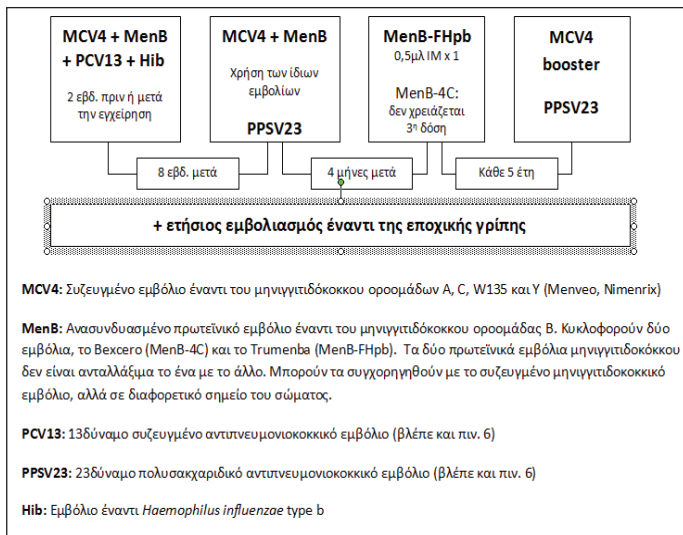 MCV4 + MenB
+ PCV13 + Hib
2 εβδ. πριν ή μετά
την εγχείρηση
MCV4 + MenB
Χρήση των ίδιων
εμβολίων
PPSV23
MenB-FHpb
0,5μλ IM x 1
MenB-4C:
δεν χρειάζεται
3η δόση
MCV4
booster
PPSV23
8 εβδ. μετά
4 μήνες μετά
Κάθε 5 έτη
+ ετήσιος εμβολιασμός έναντι της εποχικής γρίπης
MCV4: Συζευγμένο εμβόλιο έναντι του μηνιγγιτιδόκοκκου οροομάδων A, C, W135 και Y (Menveo, Nimenrix)
MenB: Ανασυνδυασμένο πρωτεϊνικό εμβόλιο έναντι του μηνιγγιτιδόκοκκου οροομάδας Β. Κυκλοφορούν δύο
εμβόλια, το Bexcero (MenB-4C) και το Trumenba (MenB-FHpb). Τα δύο πρωτεϊνικά εμβόλια μηνιγγιτιδοκόκκου
δεν είναι ανταλλάξιμα το ένα με το άλλο. Μπορούν τα συγχορηγηθούν με το συζευγμένο μηνιγγιτιδοκοκκικό
εμβόλιο, αλλά σε διαφορετικό σημείο του σώματος.
PCV13: 13δύναμο συζευγμένο αντιπνευμονιοκοκκικό εμβόλιο (βλέπε και πιν. 6)
PPSV23: 23δύναμο πολυσακχαριδικό αντιπνευμονιοκοκκικό εμβόλιο (βλέπε και πιν. 6)
Hib: Εμβόλιο έναντι Haemophilus influenzae type b